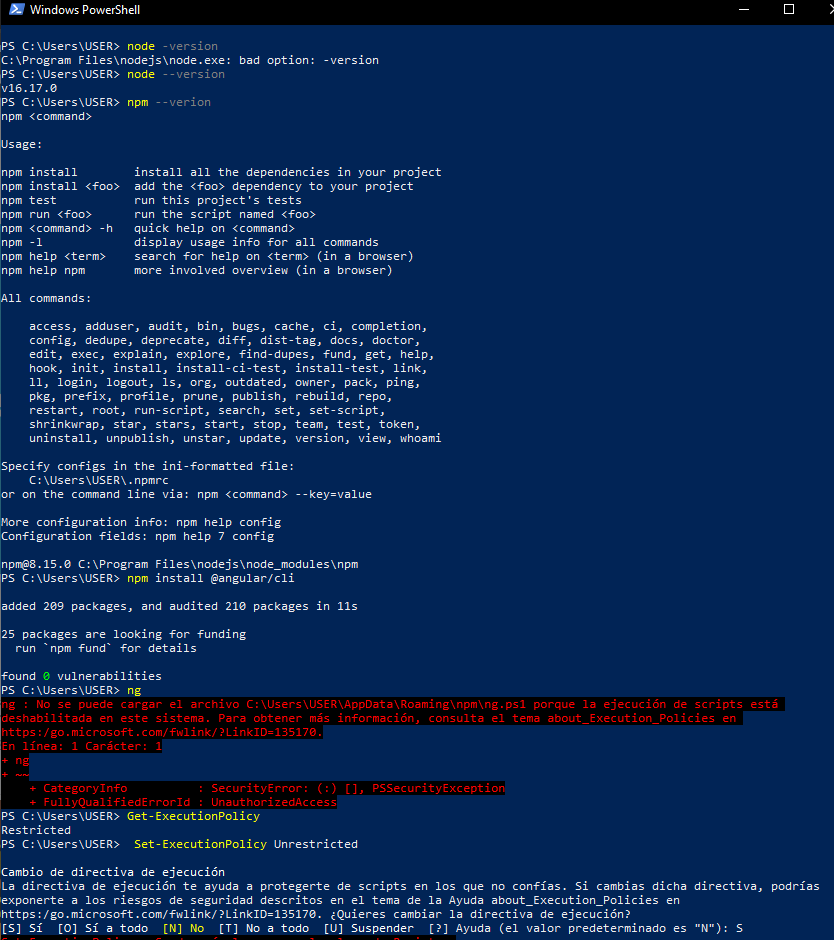 Windows PowerShell
PS C:\Users\USER> node -version
C:\Program Files\nodejs\node.exe: bad option: -version
PS C:\Users\USER> node --version
v16.17.0
PS C:\Users\USER> npm --verion
npm <command>
Usage:
npm install        install all the dependencies in your project
npm install <foo>  add the <foo> dependency to your project
npm test           run this project's tests
npm run <foo>      run the script named <foo>
npm <command> -h   quick help on <command>
npm -l             display usage info for all commands
npm help <term>    search for help on <term> (in a browser)
npm help npm       more involved overview (in a browser)
All commands:
    access, adduser, audit, bin, bugs, cache, ci, completion,
    config, dedupe, deprecate, diff, dist-tag, docs, doctor,
    edit, exec, explain, explore, find-dupes, fund, get, help,
    hook, init, install, install-ci-test, install-test, link,
    ll, login, logout, ls, org, outdated, owner, pack, ping,
    pkg, prefix, profile, prune, publish, rebuild, repo,
    restart, root, run-script, search, set, set-script,
    shrinkwrap, star, stars, start, stop, team, test, token,
    uninstall, unpublish, unstar, update, version, view, whoami
Specify configs in the ini-formatted file:
    C:\Users\USER\.npmrc
or on the command line via: npm <command> --key=value
More configuration info: npm help config
Configuration fields: npm help 7 config
npm@8.15.0 C:\Program Files\nodejs\node_modules\npm
PS C:\Users\USER> npm install @angular/cli
added 209 packages, and audited 210 packages in 11s
25 packages are looking for funding
  run `npm fund` for details
found 0 vulnerabilities
PS C:\Users\USER> ng
ng : No se puede cargar el archivo C:\Users\USER\AppData\Roaming\npm\ng.ps1 porque la ejecución de scripts está
deshabilitada en este sistema. Para obtener más información, consulta el tema about_Execution_Policies en
https:/go.microsoft.com/fwlink/?LinkID=135170.
En línea: 1 Carácter: 1
+ ng
+ ~~
    + CategoryInfo          : SecurityError: (:) [], PSSecurityException
    + FullyQualifiedErrorId : UnauthorizedAccess
PS C:\Users\USER> Get-ExecutionPolicy
Restricted
PS C:\Users\USER>  Set-ExecutionPolicy Unrestricted
Cambio de directiva de ejecución
La directiva de ejecución te ayuda a protegerte de scripts en los que no confías. Si cambias dicha directiva, podrías
exponerte a los riesgos de seguridad descritos en el tema de la Ayuda about_Execution_Policies en
https:/go.microsoft.com/fwlink/?LinkID=135170. ¿Quieres cambiar la directiva de ejecución?
[S] Sí  [O] Sí a todo  [N] No  [T] No a todo  [U] Suspender  [?] Ayuda (el valor predeterminado es "N"): S